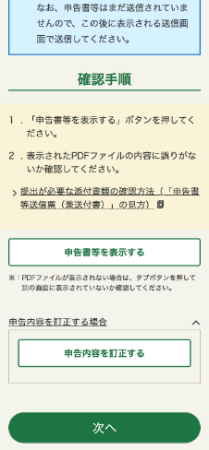 なお、申告書等はまだ送信されていま
せんので、この後に表示される送信画
面で送信してください。
確認手順
1．「申告書等を表示する」ボタンを押してく
ださい。
2．表示されたPDFファイルの内容に誤りがな
いか確認してください。
提出が必要な添付書類の確認方法（「申告書
等送信票（兼送付書）」の見方）
申告書等を表示する
※：PDFファイルが表示されない場合は、タブボタンを押して
別の画面に表示されていないか確認してください。
申告内容を訂正する場合
申告内容を訂正する
次へ